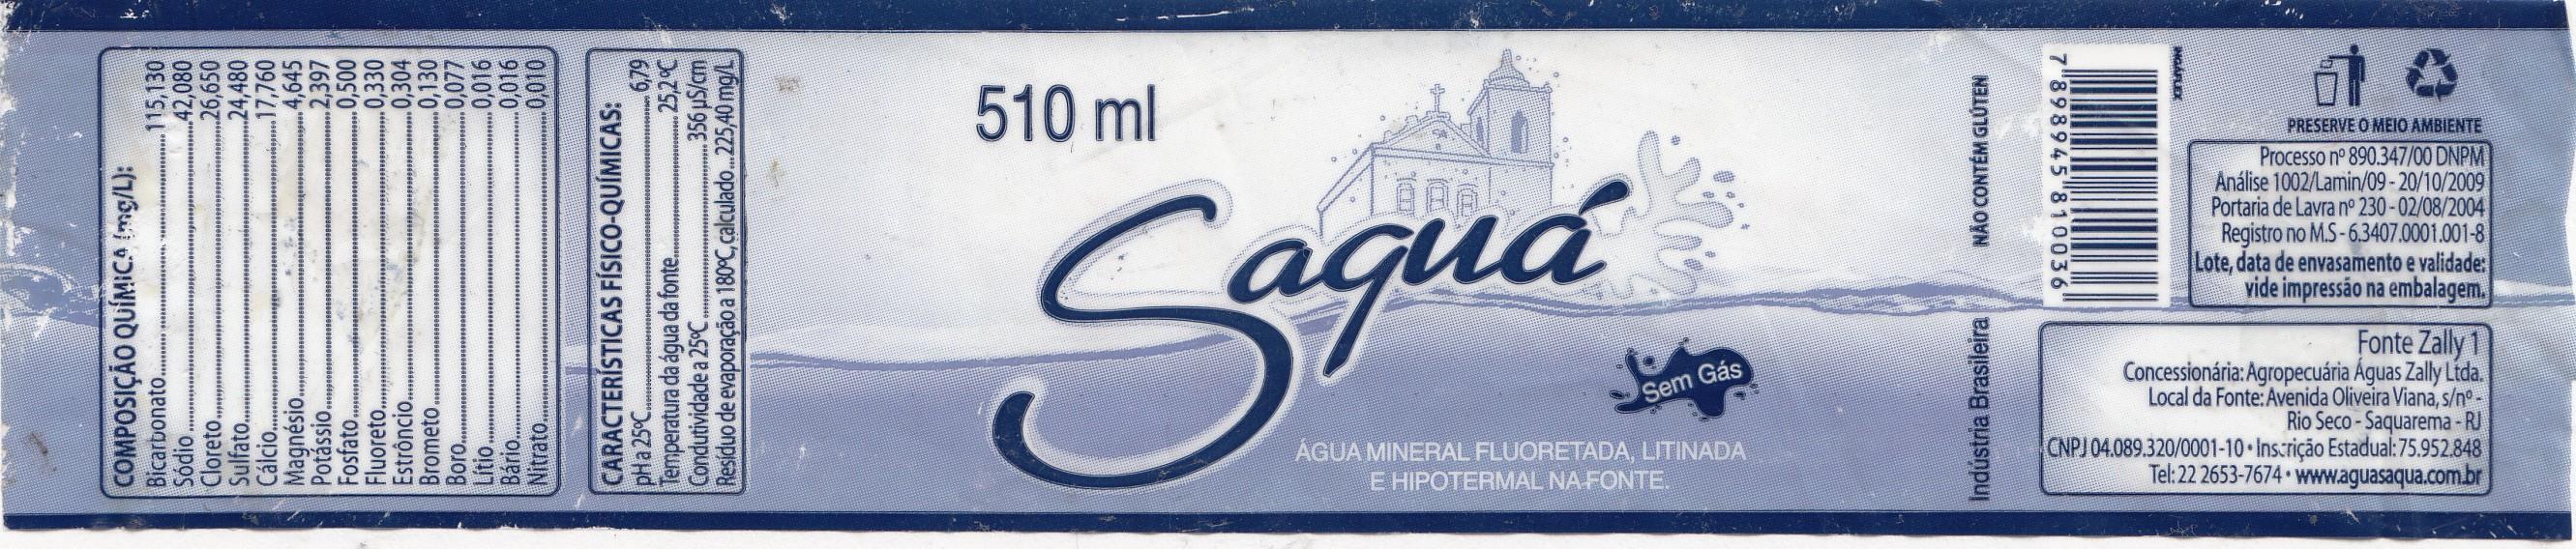 COMPOSIÇÃO QUÍMICA (mg/L):
Bicarbonato 115,130
Sódio 42,080
Cloreto 26,650
Sulfato 24,480
Cálcio 17,760
Magnésio 4,645
Potássio 2,397
Fosfato 0,500
Fluoreto 0,330
Estrôncio 0,304
Brometo 0,130
Boro 0,077
Lítio 0,016
Bário 0,016
Nitrato 0,010
CARACTERÍSTICAS FÍSICO-QUÍMICAS:
pH a 25ºC 6,79
Temperatura da água da fonte 25,2ºC
Condutividade a 25ºC 356 µS/cm
Resíduo de evaporação a 180ºC, calculado 225,40 mg/L
510 ml
Saquá
Sem Gás
ÁGUA MINERAL FLUORETADA, LITINADA
E HIPOTERMAL NA FONTE.
Indústria Brasileira NÃO CONTÉM GLÚTEN
7 898945 810036
INGÁFLEX
PRESERVE O MEIO AMBIENTE
Processo nº 890.347/00 DNPM
Análise 1002/Lamin/09 - 20/10/2009
Portaria de Lavra nº 230 - 02/08/2004
Registro no M.S - 6.3407.0001.001-8
Lote, data de envasamento e validade:
vide impressão na embalagem.
Fonte Zally 1
Concessionária: Agropecuária Águas Zally Ltda.
Local da Fonte: Avenida Oliveira Viana, s/nº -
Rio Seco - Saquarema - RJ
CNPJ 04.089.320/0001-10 • Inscrição Estadual: 75.952.848
Tel: 22 2653-7674 • www.aguasaqua.com.br